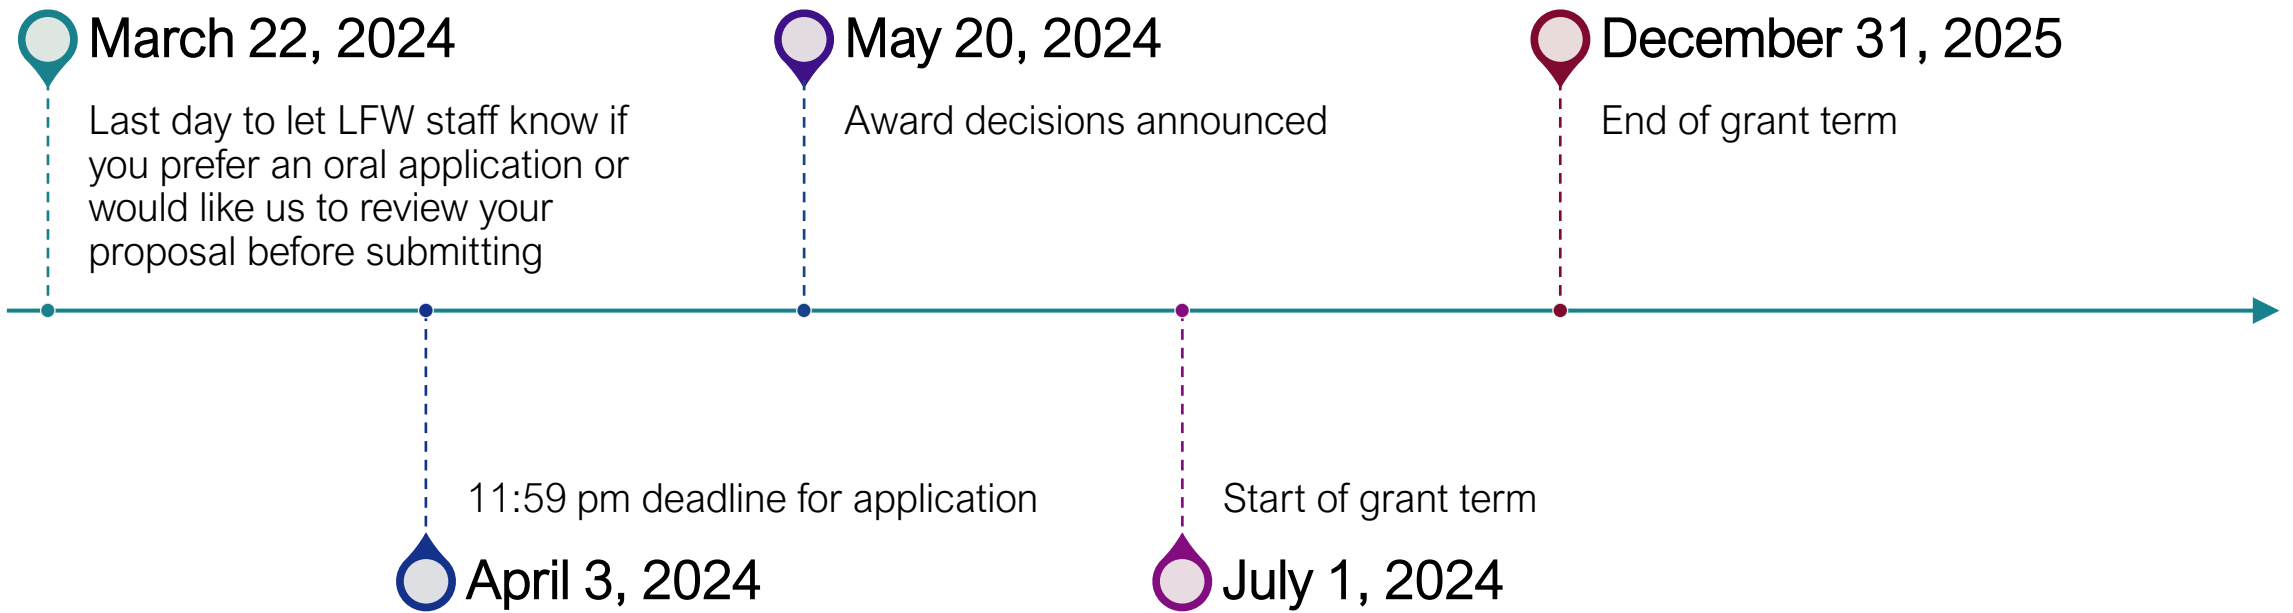 March 22, 2024
Last day to let LFW staff know if
you prefer an oral application or
would like us to review your
proposal before submitting
11:59 pm deadline for application
April 3, 2024
May 20, 2024
Award decisions announced
Start of grant term
July 1, 2024
December 31, 2025
End of grant term